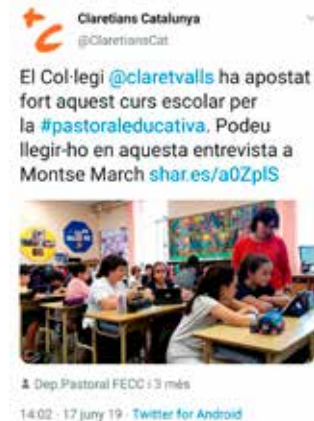 Claretians Catalunya
@ClaretiansCat
El Col·legi @claretvalls ha apostat
fort aquest curs escolar per
la #pastoraleducativa. Podeu
llegir-ho en aquesta entrevista a
Montse March shar.es/a0ZplS
Dep.Pastoral FECC i 3 més
14:02 · 17 juny 19 · Twitter for Android